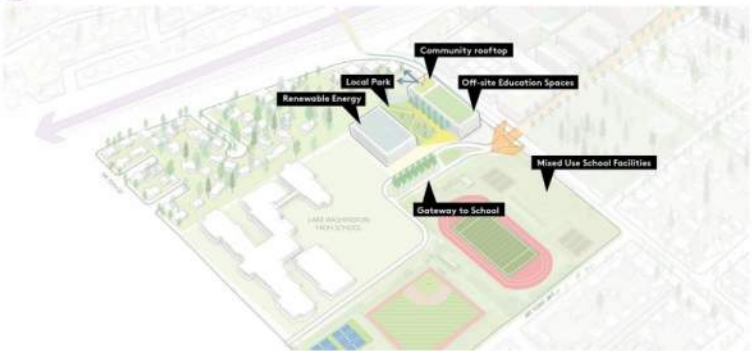 Community rooftop
Local Park
Off-site Education Spaces
Renewable Energy
Mixed Use School Facilities
Gateway to School
LAKE WASHINGTON
HIGH SCHOOL